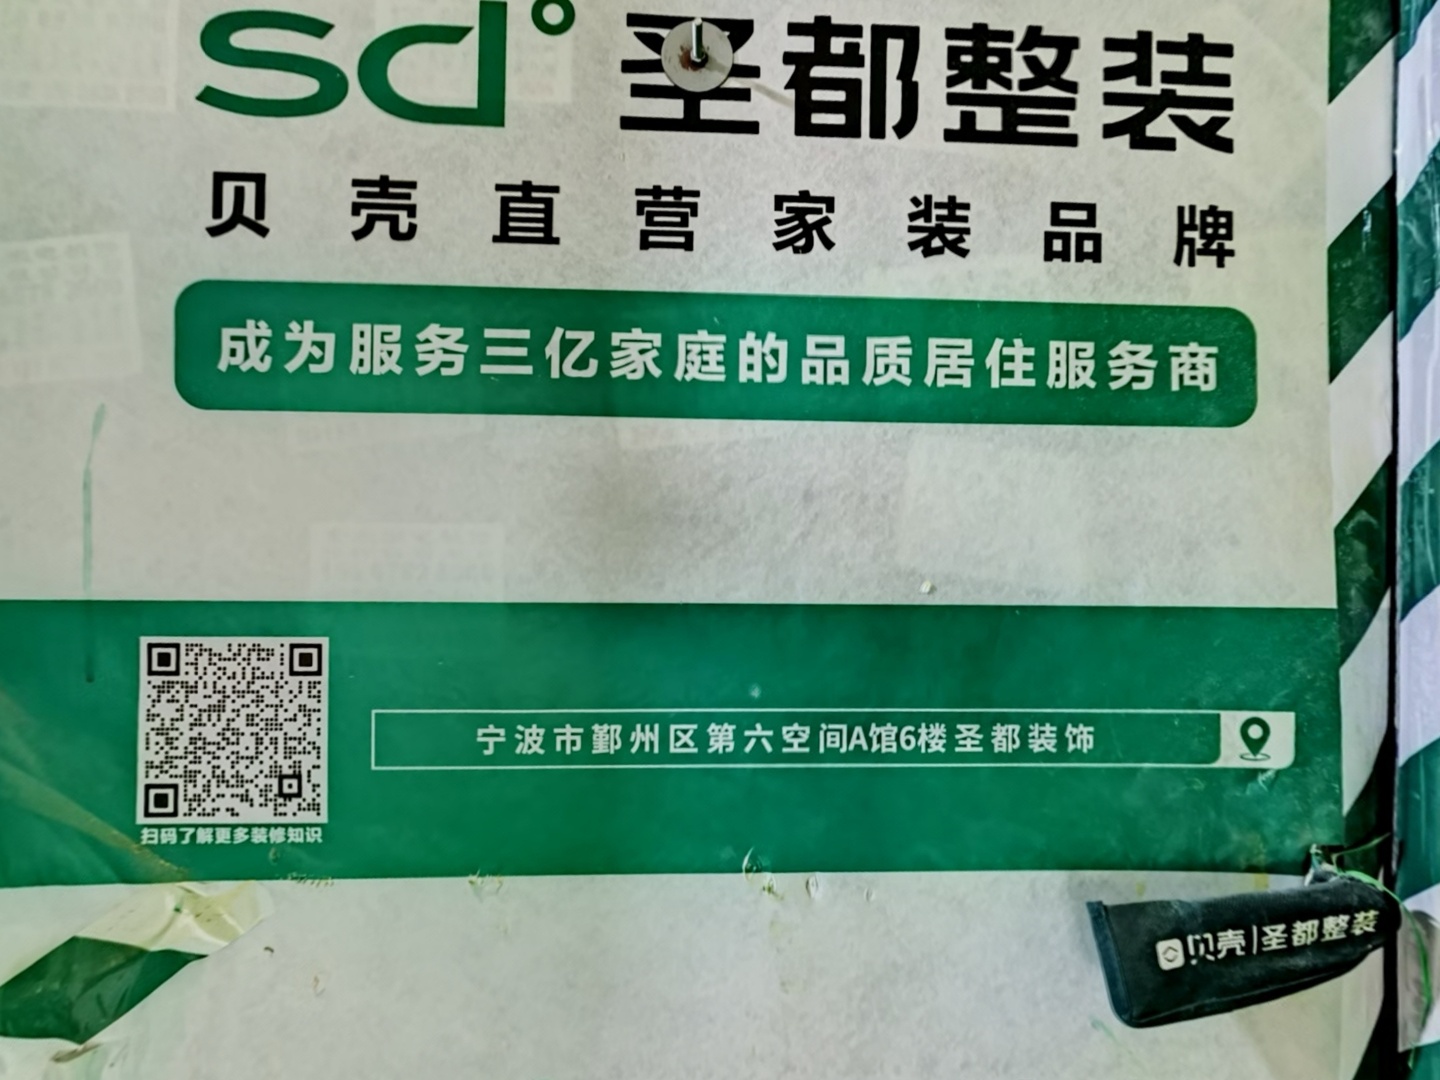 sd° 圣都整装
贝壳直营家装品牌
成为服务三亿家庭的品质居住服务商
宁波市鄞州区第六空间A馆6楼圣都装饰
扫码了解更多装修知识
贝壳|圣都整装